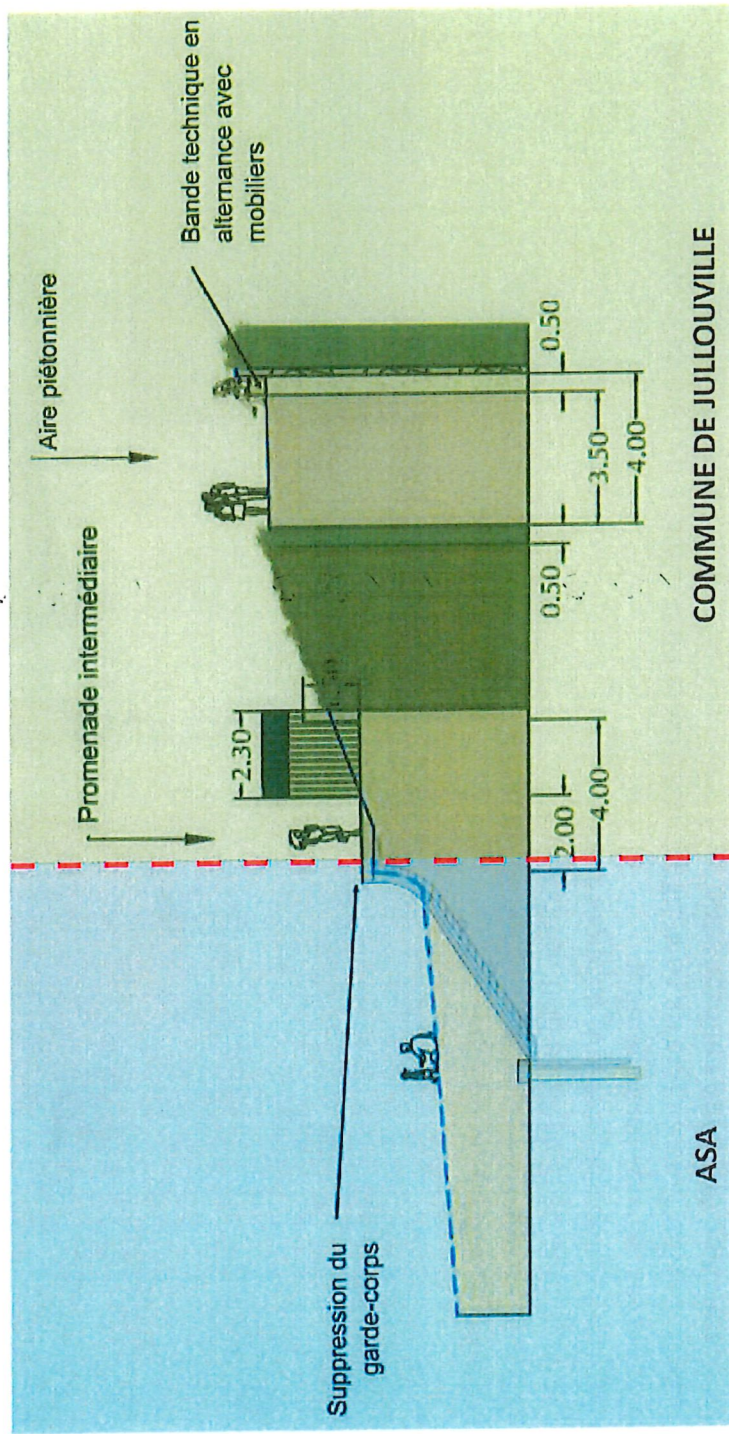 Aire piétonnière
Promenade intermédiaire
Bande technique en
alternance avec
mobiliers
Suppression du
garde-corps
2.30
2.00
4.00
0.50
0.50
3.50
4.00
ASA
COMMUNE DE JULLOUVILLE